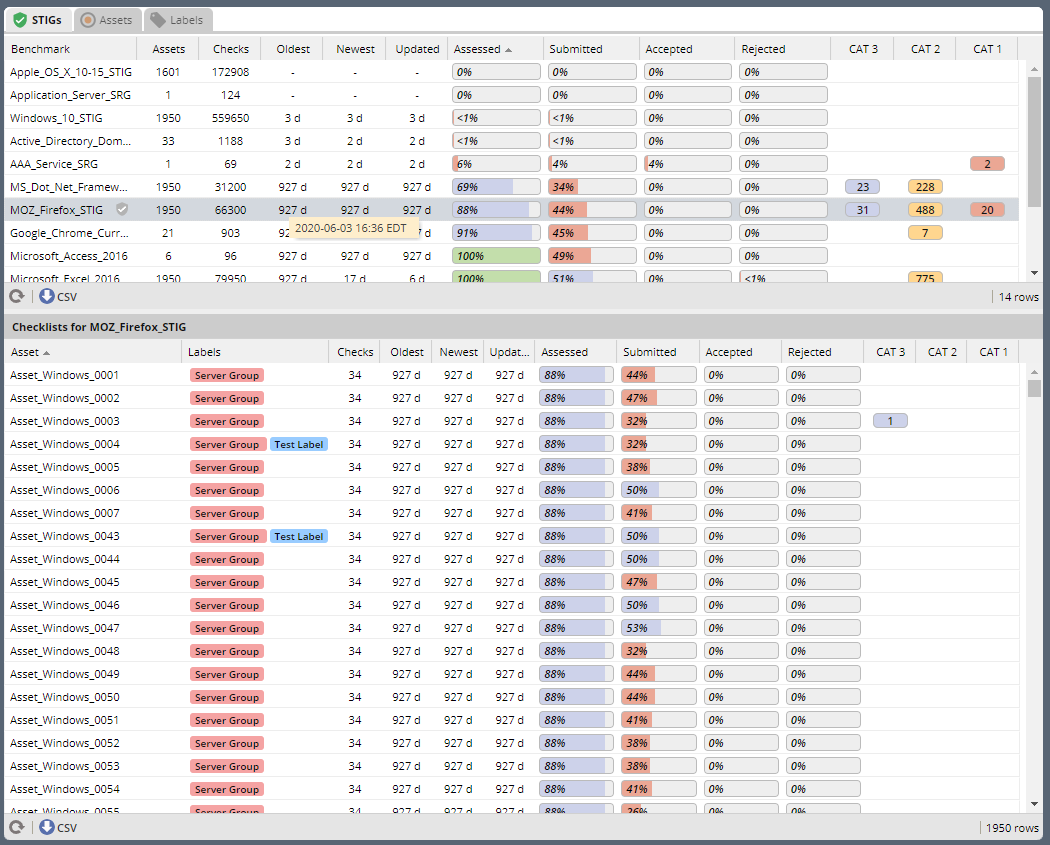 STIGs Assets Labels
Benchmark Assets Checks Oldest Newest Updated Assessed Submitted Accepted Rejected CAT 3 CAT 2 CAT 1
Apple_OS_X_10-15_STIG 1601 172908 - - - 0% 0% 0% 0%
Application_Server_SRG 1 124 - - - 0% 0% 0% 0%
Windows_10_STIG 1950 559650 3 d 3 d 3 d <1% <1% 0% 0%
Active_Directory_Dom... 33 1188 3 d 2 d 2 d <1% <1% 0% 0%
AAA_Service_SRG 1 69 2 d 2 d 2 d 6% 4% 4% 0% 2
MS_Dot_Net_Framew... 1950 31200 927 d 927 d 927 d 69% 34% 0% 0% 23 228
MOZ_Firefox_STIG 1950 66300 927 d 927 d 927 d 88% 44% 0% 0% 31 488 20
Google_Chrome_Curr... 21 903 92 7 d 91% 45% 0% 0% 7
2020-06-03 16:36 EDT
Microsoft_Access_2016 6 96 927 d 927 d 927 d 100% 49% 0% 0%
Microsoft_Excel_2016 1950 79950 927 d 17 d 6 d 100% 51% 0% <1% 775
CSV 14 rows
Checklists for MOZ_Firefox_STIG
Asset Labels Checks Oldest Newest Updat... Assessed Submitted Accepted Rejected CAT 3 CAT 2 CAT 1
Asset_Windows_0001 Server Group 34 927 d 927 d 927 d 88% 44% 0% 0%
Asset_Windows_0002 Server Group 34 927 d 927 d 927 d 88% 47% 0% 0%
Asset_Windows_0003 Server Group 34 927 d 927 d 927 d 88% 32% 0% 0% 1
Asset_Windows_0004 Server Group Test Label 34 927 d 927 d 927 d 88% 32% 0% 0%
Asset_Windows_0005 Server Group 34 927 d 927 d 927 d 88% 38% 0% 0%
Asset_Windows_0006 Server Group 34 927 d 927 d 927 d 88% 50% 0% 0%
Asset_Windows_0007 Server Group 34 927 d 927 d 927 d 88% 41% 0% 0%
Asset_Windows_0043 Server Group Test Label 34 927 d 927 d 927 d 88% 50% 0% 0%
Asset_Windows_0044 Server Group 34 927 d 927 d 927 d 88% 50% 0% 0%
Asset_Windows_0045 Server Group 34 927 d 927 d 927 d 88% 47% 0% 0%
Asset_Windows_0046 Server Group 34 927 d 927 d 927 d 88% 50% 0% 0%
Asset_Windows_0047 Server Group 34 927 d 927 d 927 d 88% 53% 0% 0%
Asset_Windows_0048 Server Group 34 927 d 927 d 927 d 88% 32% 0% 0%
Asset_Windows_0049 Server Group 34 927 d 927 d 927 d 88% 44% 0% 0%
Asset_Windows_0050 Server Group 34 927 d 927 d 927 d 88% 44% 0% 0%
Asset_Windows_0051 Server Group 34 927 d 927 d 927 d 88% 41% 0% 0%
Asset_Windows_0052 Server Group 34 927 d 927 d 927 d 88% 38% 0% 0%
Asset_Windows_0053 Server Group 34 927 d 927 d 927 d 88% 38% 0% 0%
Asset_Windows_0054 Server Group 34 927 d 927 d 927 d 88% 41% 0% 0%
Asset_Windows_0055 Server Group 34 927 d 927 d 927 d 88% 26% 0% 0%
CSV 1950 rows